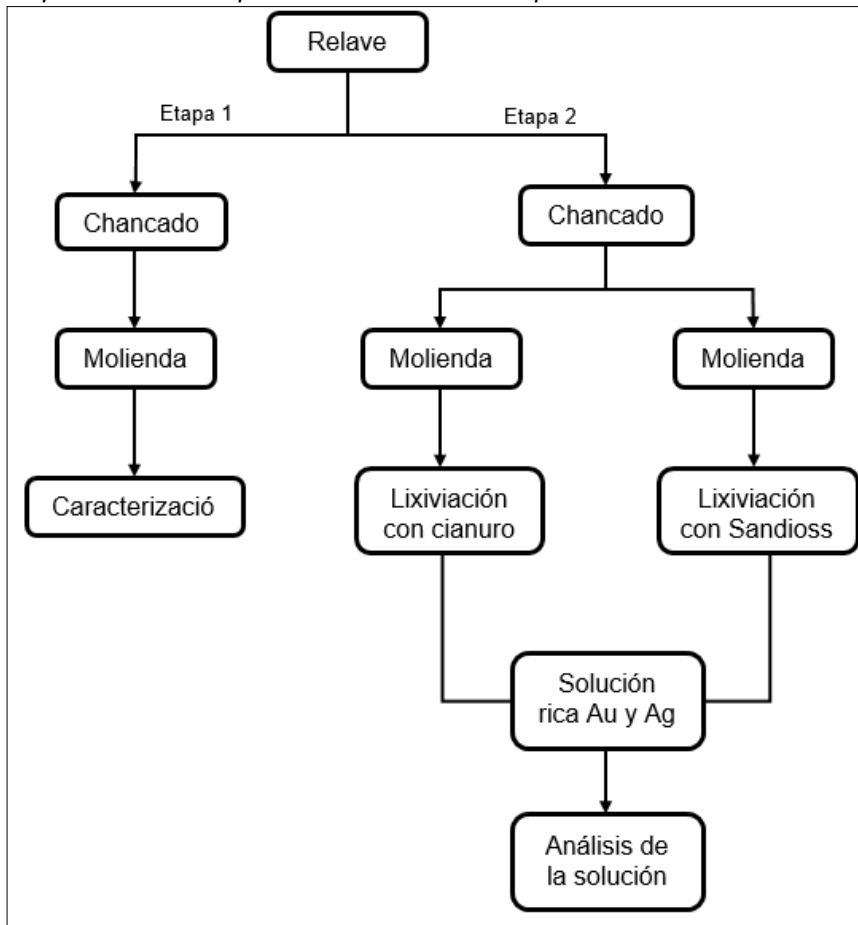 Relave
Etapa 1
Etapa 2
Chancado
Chancado
Molienda
Molienda
Molienda
Caracterizació
Lixiviación
con cianuro
Lixiviación
con Sandioss
Solución
rica Au y Ag
Análisis de
la solución